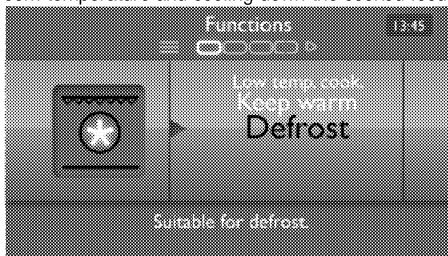 Functions
13:45
Low temp. cook.
Keep warm
Defrost
Suitable for defrost.